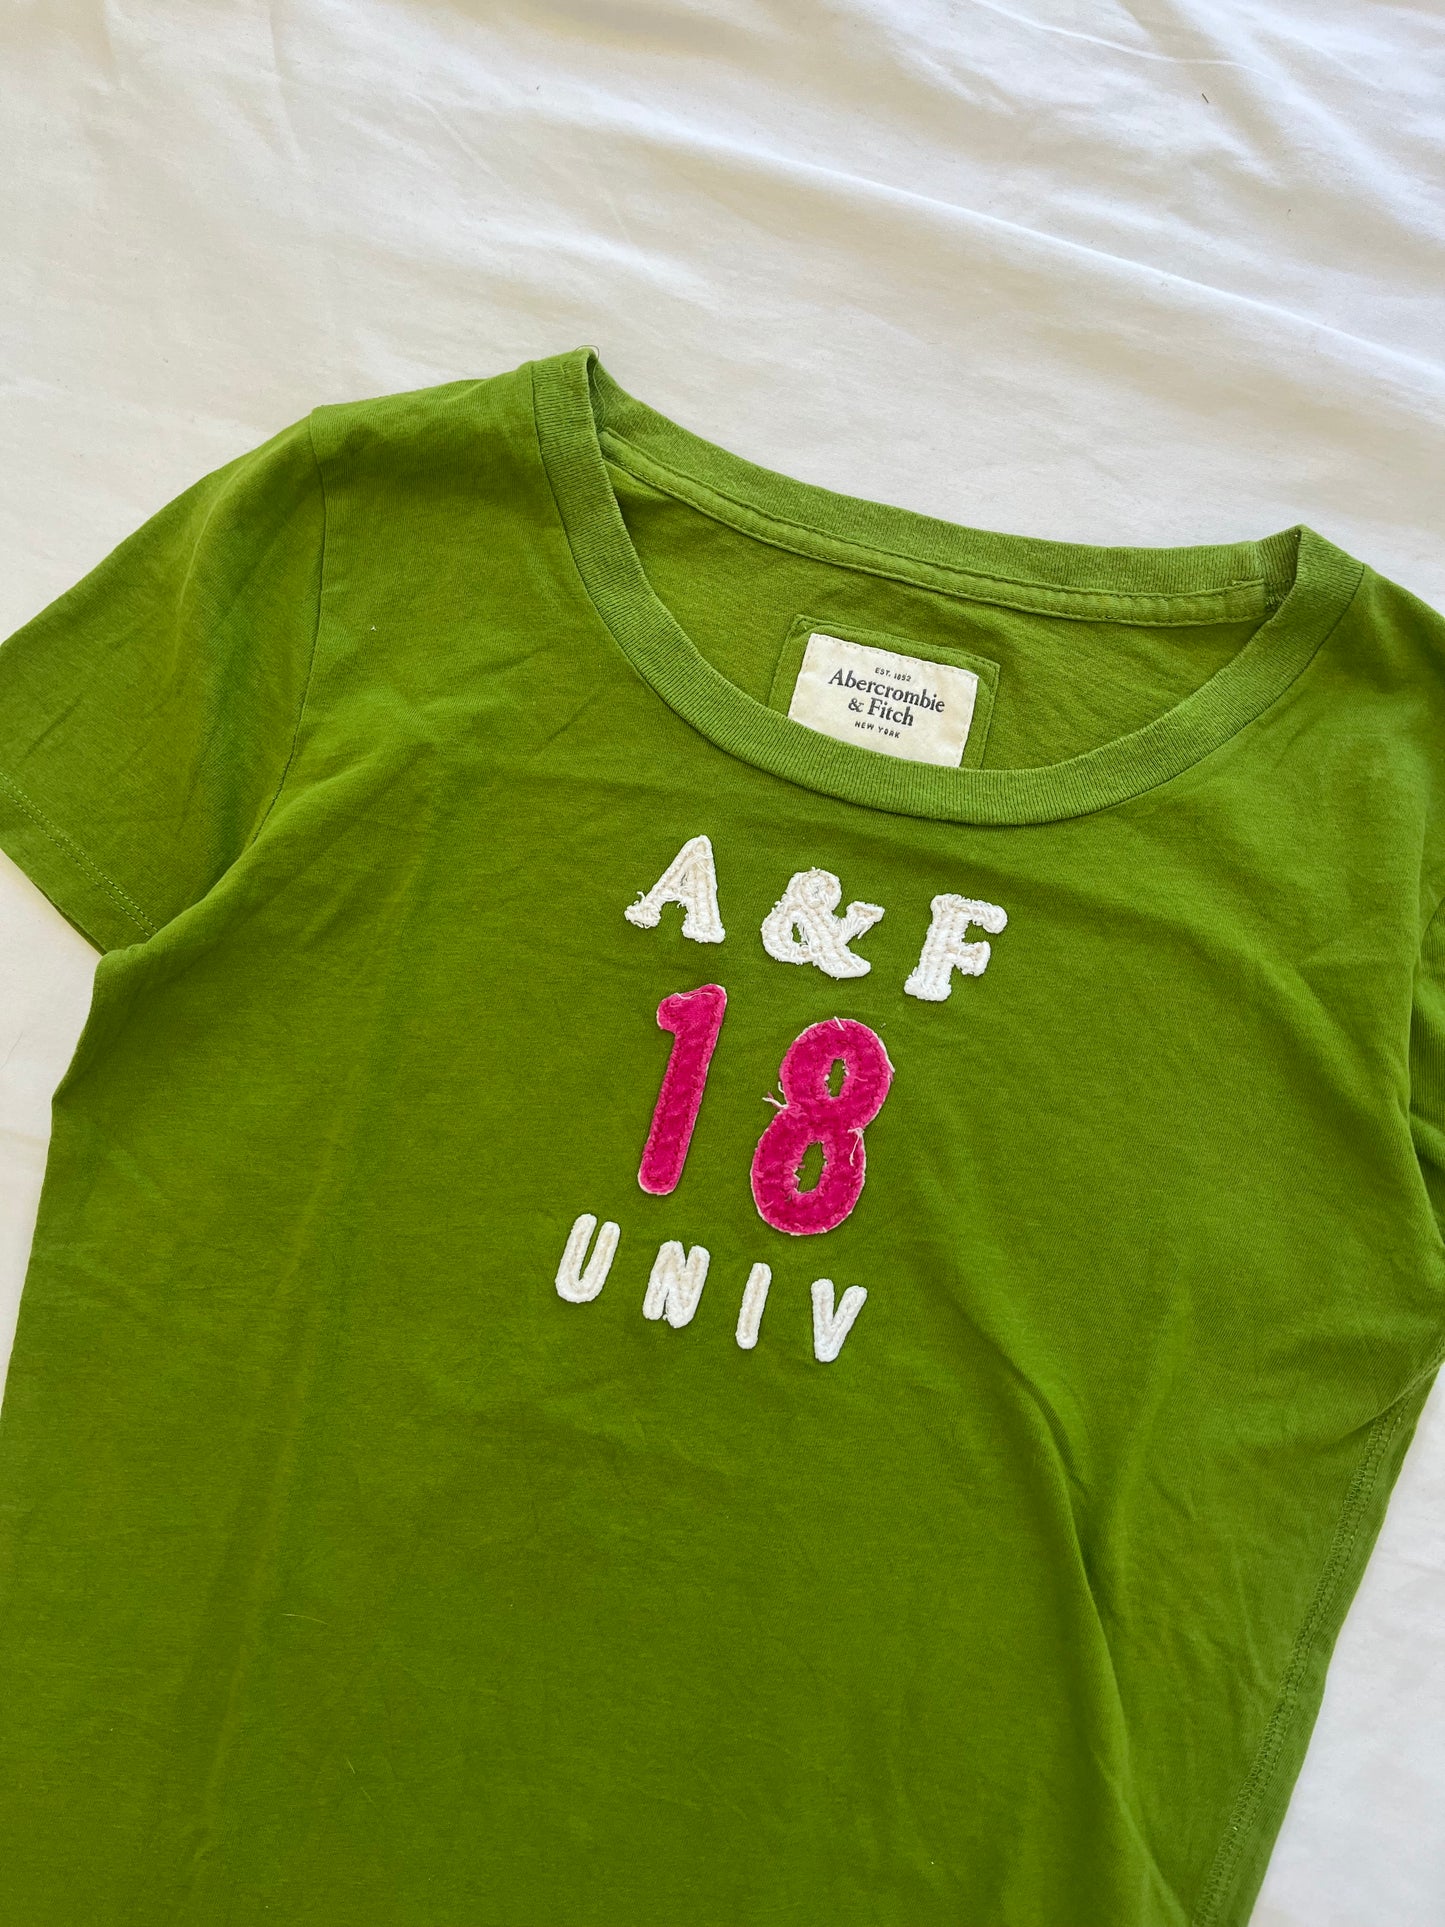 EST. 1892
Abercrombie
& Fitch
NEW YORK
A & F
18
UNIV